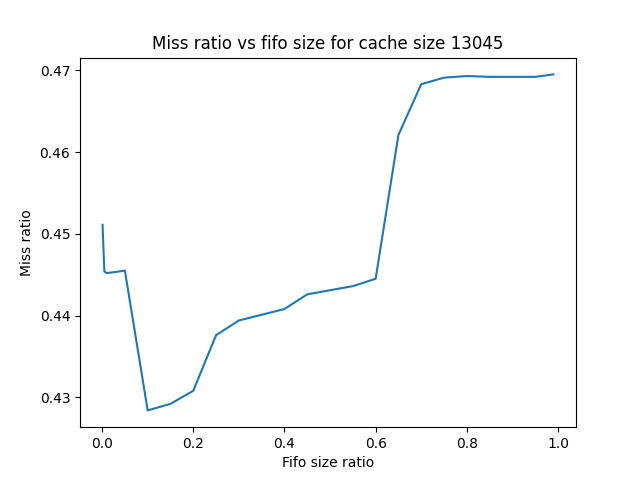 Miss ratio vs fifo size for cache size 13045
0.47
0.46
0.45
0.44
0.43
Miss ratio
0.0 0.2 0.4 0.6 0.8 1.0
Fifo size ratio